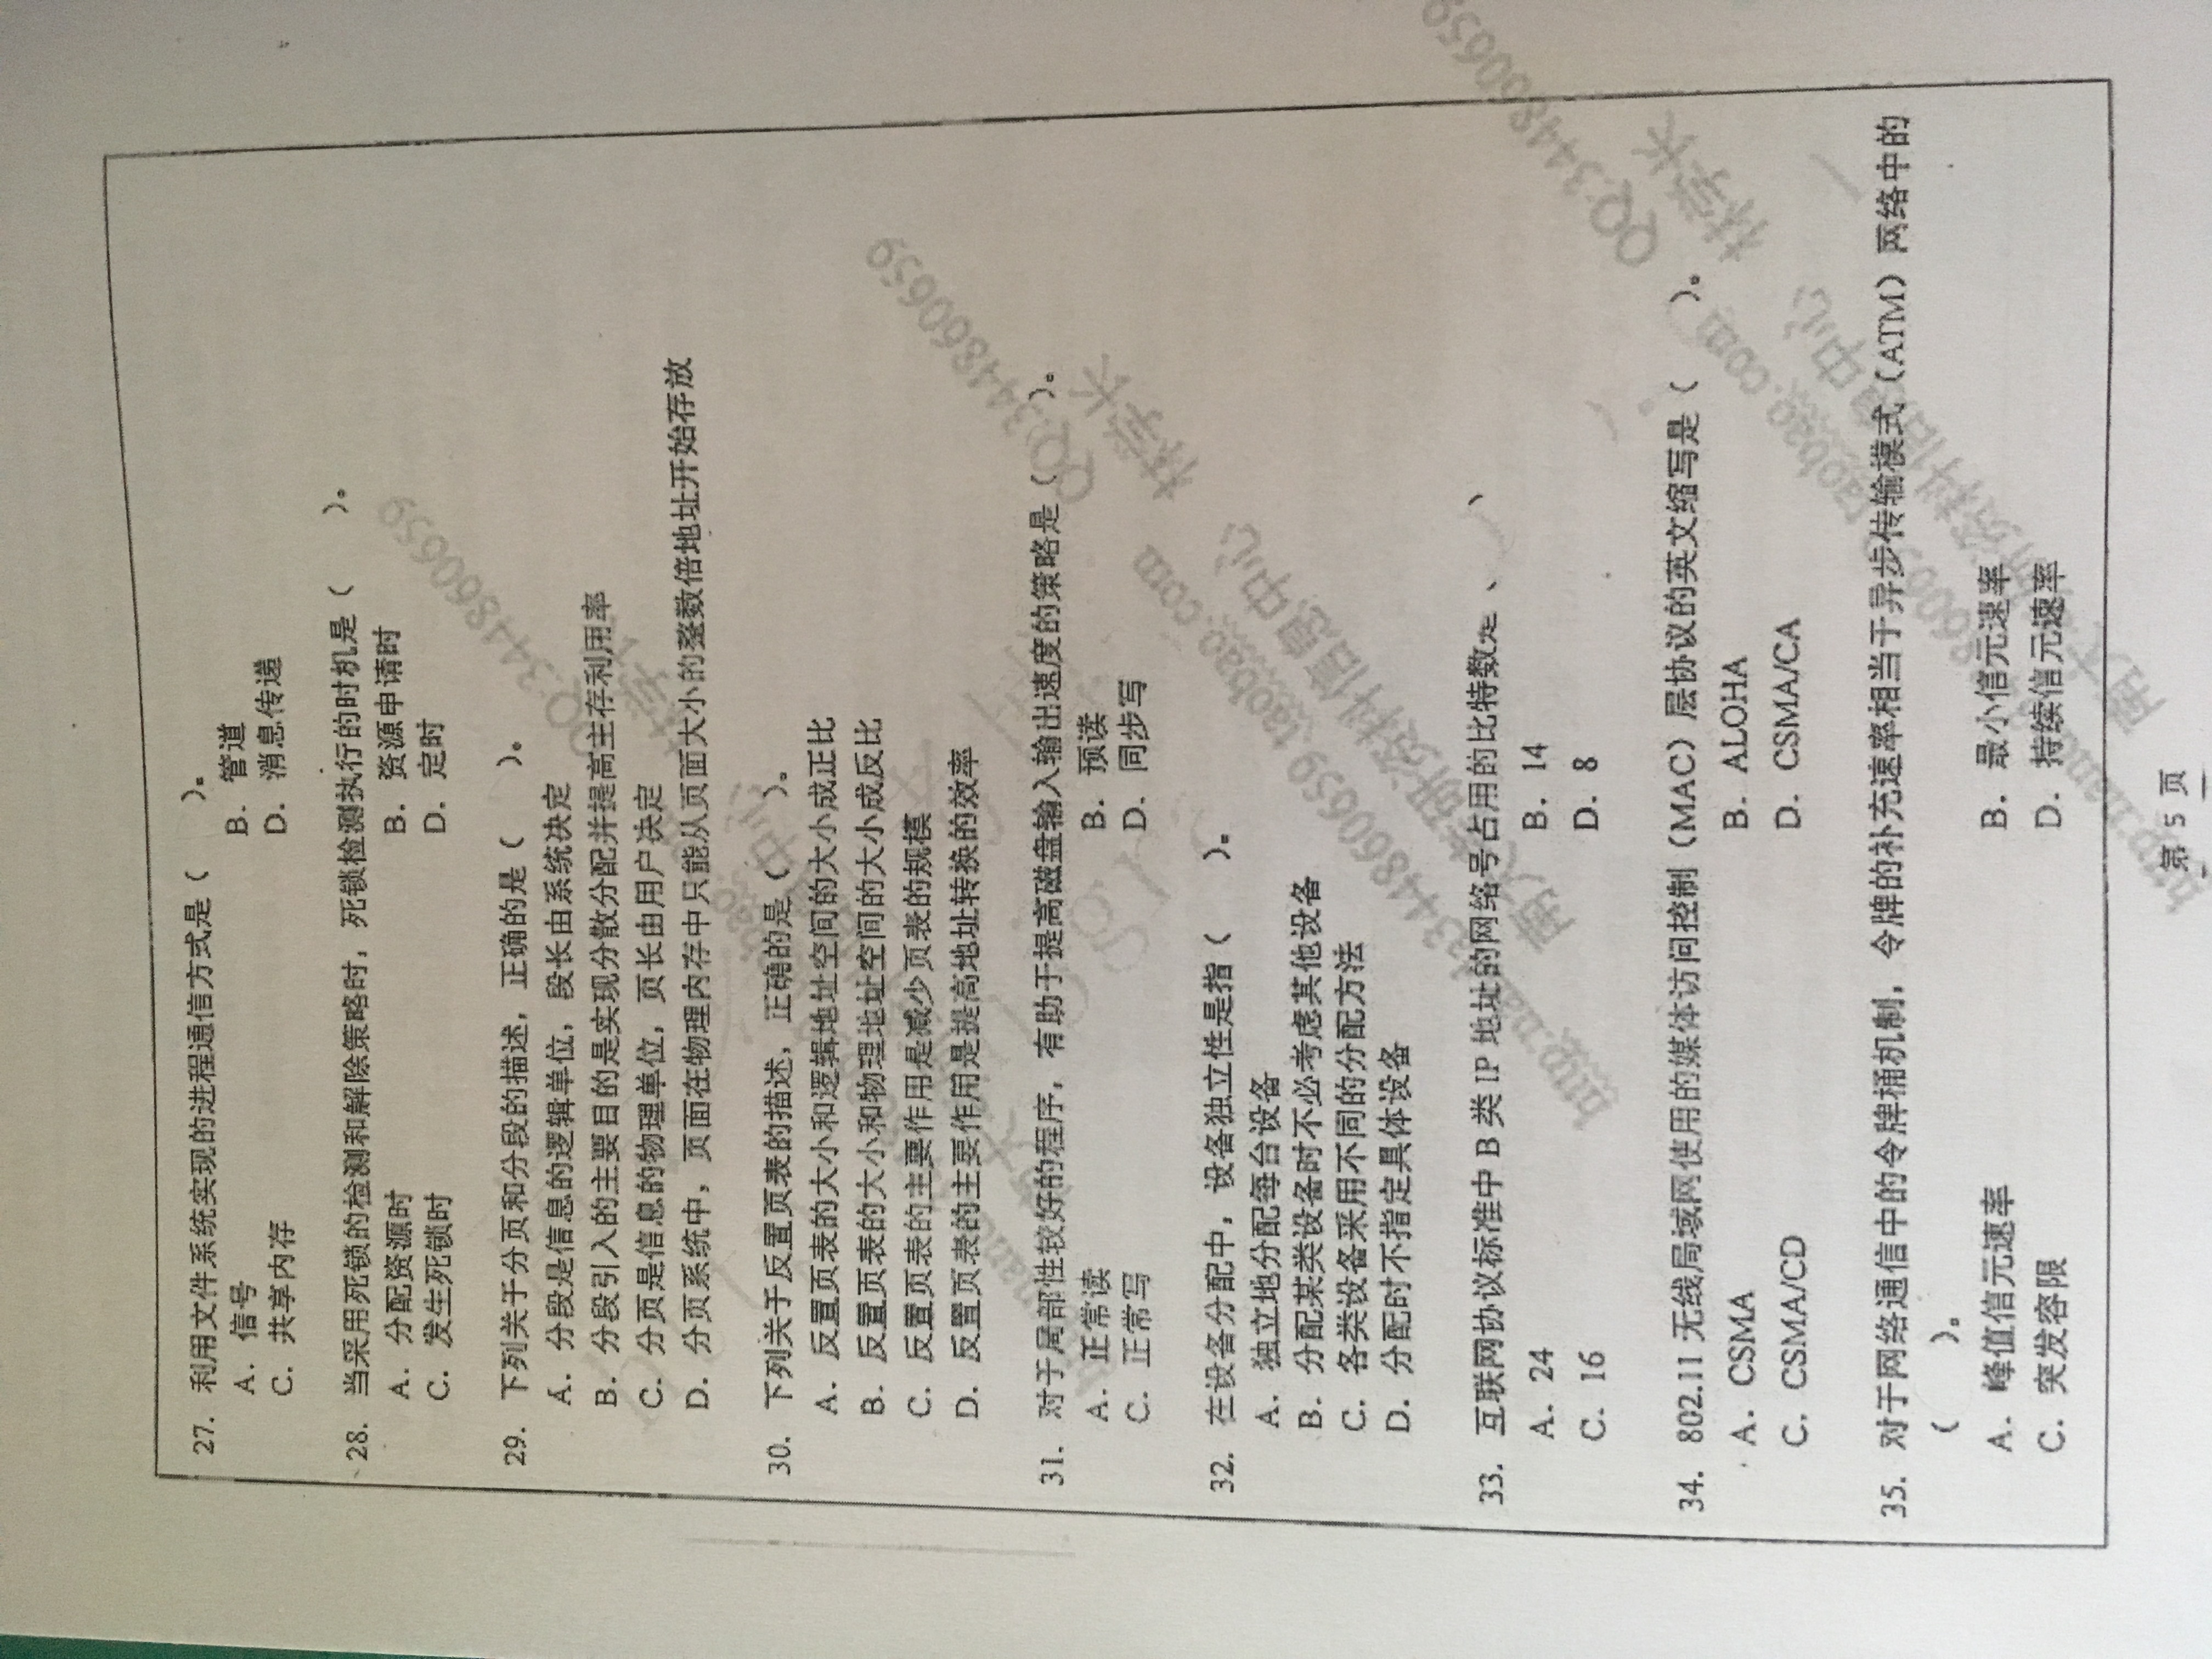 27. 利用文件系统实现的进程通信方式是（　　）。
A. 信号　　B. 管道
C. 共享内存　　D. 消息传递
28. 当采用死锁的检测和解除策略时，死锁检测执行的时机是（　　）。
A. 分配资源时　　B. 资源申请时
C. 发生死锁时　　D. 定时
29. 下列关于分页和分段的描述，正确的是（　　）。
A. 分段是信息的逻辑单位，段长由系统决定
B. 分段引入的主要目的是实现分散分配并提高主存利用率
C. 分页是信息的物理单位，页长由用户决定
D. 分页系统中，页面在物理内存中只能从页面大小的整数倍地址开始存放
30. 下列关于反置页表的描述，正确的是（　　）。
A. 反置页表的大小和逻辑地址空间的大小成正比
B. 反置页表的大小和物理地址空间的大小成反比
C. 反置页表的主要作用是减少页表的规模
D. 反置页表的主要作用是提高地址转换的效率
31. 对于局部性较好的程序，有助于提高磁盘输入输出速度的策略是（　　）。
A. 正常读　　B. 预读
C. 正常写　　D. 同步写
32. 在设备分配中，设备独立性是指（　　）。
A. 独立地分配每台设备
B. 分配某类设备时不必考虑其他设备
C. 各类设备采用不同的分配方法
D. 分配时不指定具体设备
33. 互联网协议标准中 B 类 IP 地址的网络号占用的比特数是
A. 24　　B. 14
C. 16　　D. 8
34. 802.11 无线局域网使用的媒体访问控制（MAC）层协议的英文缩写是（　　）。
A. CSMA　　B. ALOHA
C. CSMA/CD　　D. CSMA/CA
35. 对于网络通信中的令牌桶机制，令牌的补充速率相当于异步传输模式（ATM）网络中的
（　　）。
A. 峰值信元速率　　B. 最小信元速率
C. 突发容限　　D. 持续信元速率
第 5 页
QQ:344860659
林学长
http:nanda344860659.taobao.com
南大考研资料信息中心